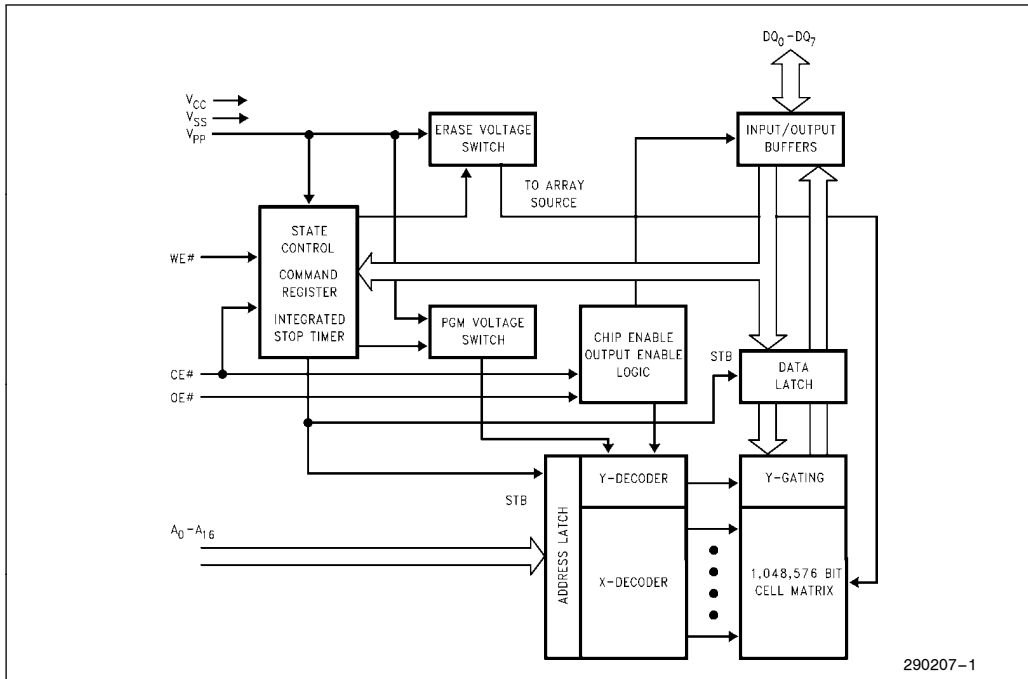 DQ0–DQ7
VCC
VSS
VPP
ERASE VOLTAGE
SWITCH
INPUT/OUTPUT
BUFFERS
TO ARRAY
SOURCE
STATE
CONTROL
COMMAND
REGISTER
INTEGRATED
STOP TIMER
WE#
PGM VOLTAGE
SWITCH
CHIP ENABLE
OUTPUT ENABLE
LOGIC
STB
DATA
LATCH
CE#
OE#
STB
ADDRESS LATCH
Y-DECODER
Y-GATING
A0–A16
X-DECODER
1,048,576 BIT
CELL MATRIX
290207–1